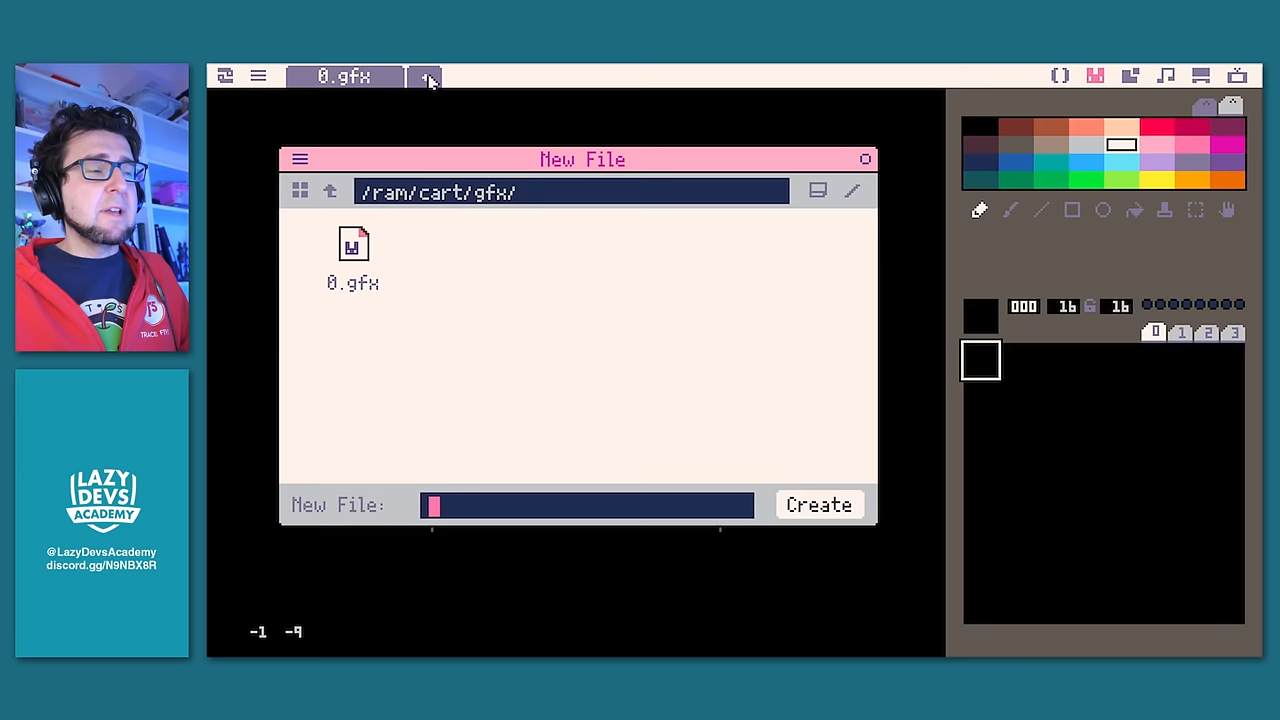 0.gfx
New File
/ram/cart/gfx/
0.gfx
000 16 16
0 1 2 3
New File:
Create
-1 -9
LAZY
DEVS
ACADEMY
@LazyDevsAcademy
discord.gg/N9NBX8R